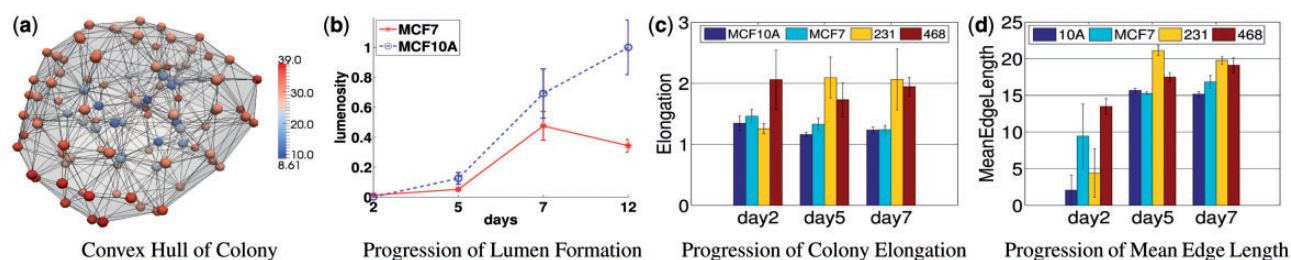 (a)
39.0
30.0
20.0
10.0
8.61
Convex Hull of Colony
(b)
MCF7
MCF10A
lumenosity
1
0.8
0.6
0.4
0.2
0
2
5
7
12
days
Progression of Lumen Formation
(c)
MCF10A MCF7 231 468
Elongation
3
2
1
0
day2 day5 day7
Progression of Colony Elongation
(d)
10A MCF7 231 468
MeanEdgeLength
25
20
15
10
5
0
day2 day5 day7
Progression of Mean Edge Length